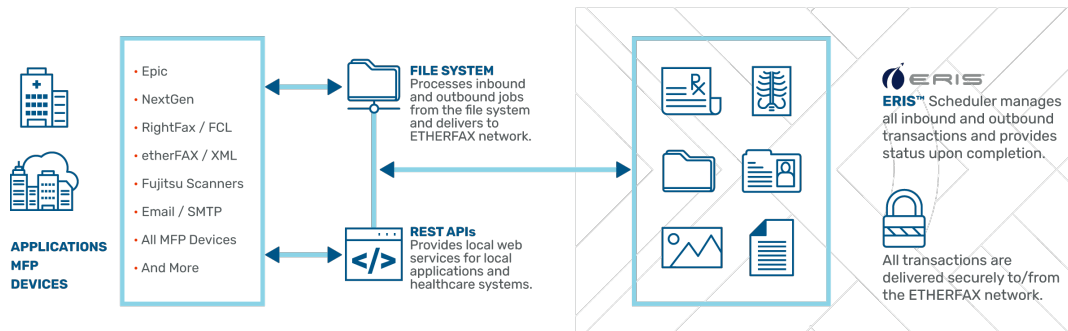 APPLICATIONS
MFP
DEVICES
• Epic
• NextGen
• RightFax / FCL
• etherFAX / XML
• Fujitsu Scanners
• Email / SMTP
• All MFP Devices
• And More
FILE SYSTEM
Processes inbound
and outbound jobs
from the file system
and delivers to
ETHERFAX network.
</>
REST APIs
Provides local web
services for local
applications and
healthcare systems.
Rx
ERIS
ERIS™ Scheduler manages
all inbound and outbound
transactions and provides
status upon completion.
All transactions are
delivered securely to/from
the ETHERFAX network.